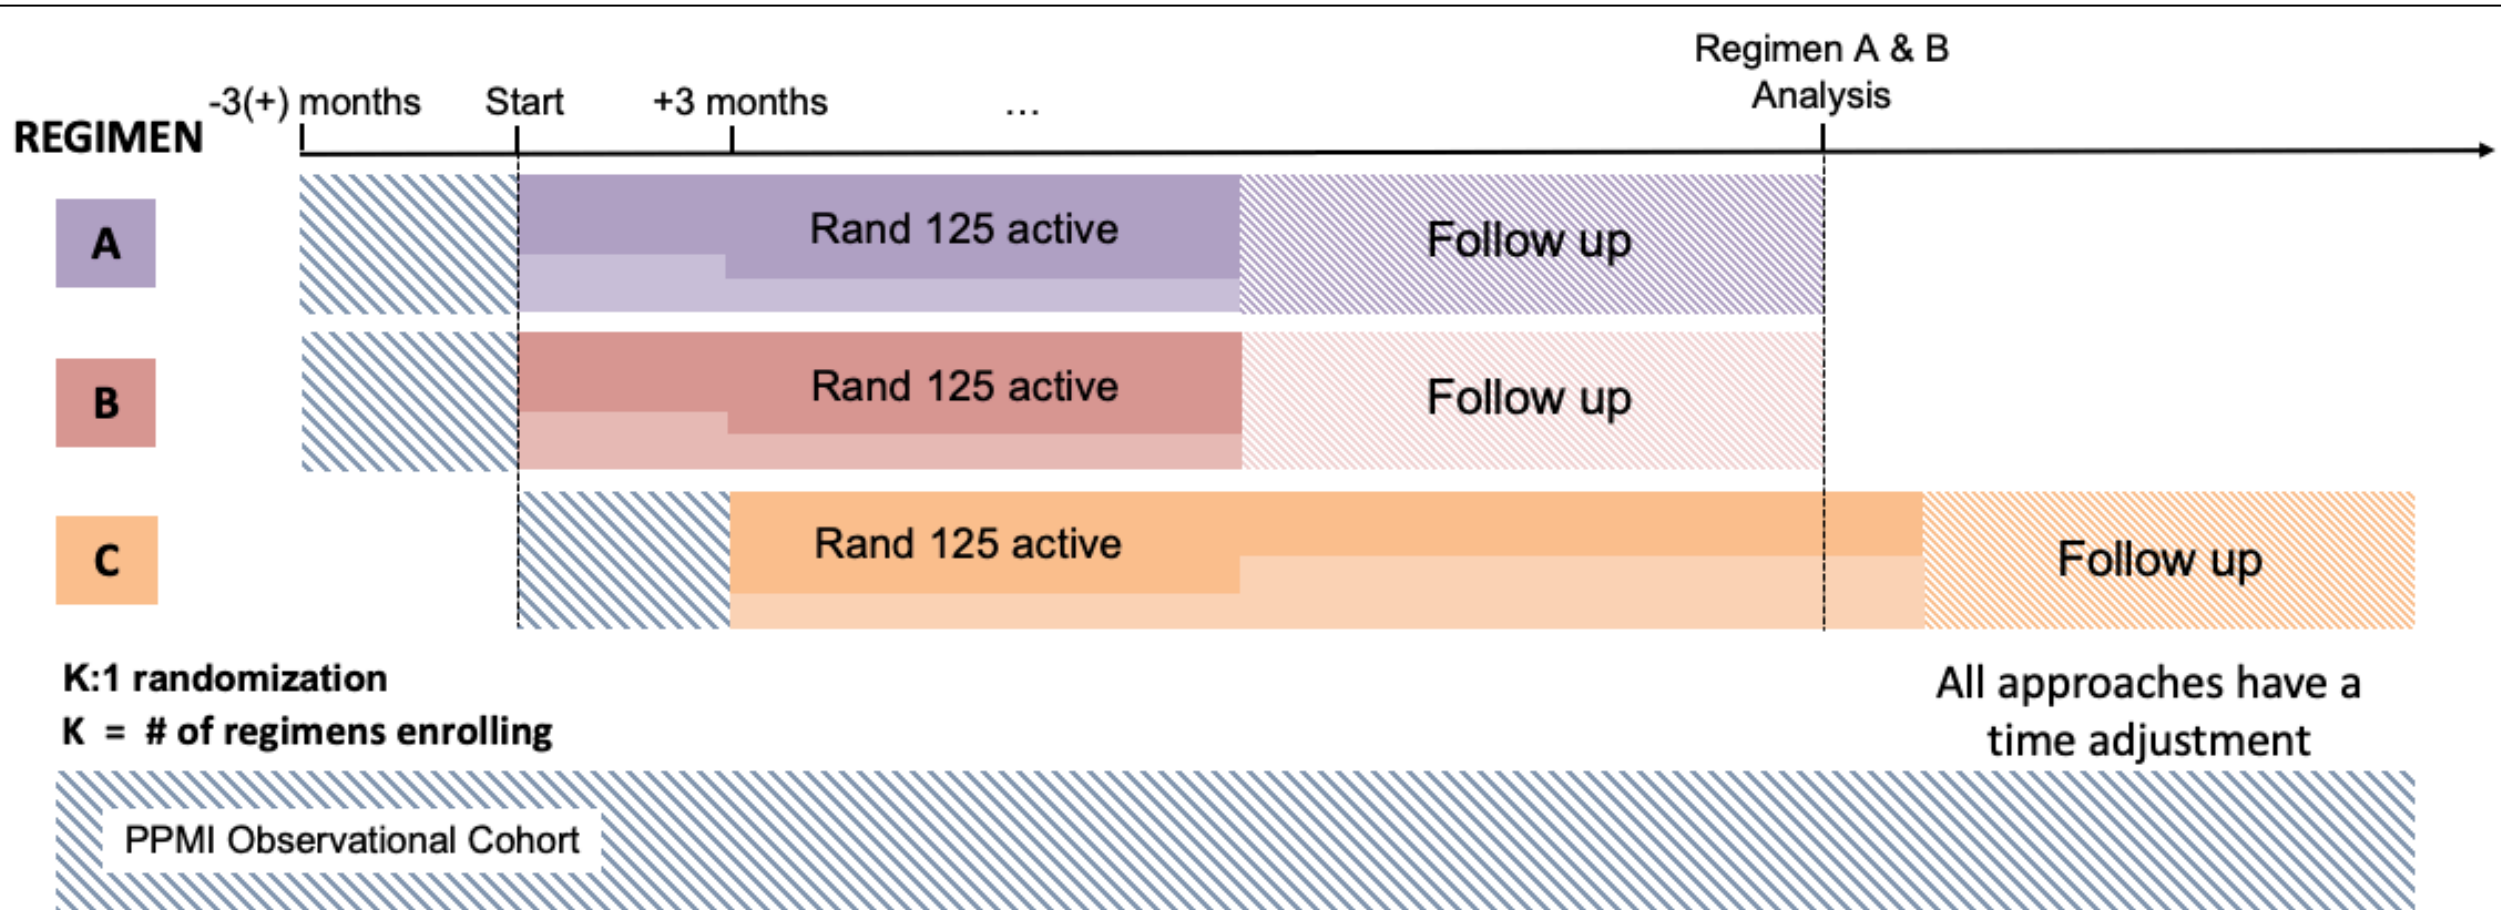 Regimen A & B
Analysis
-3(+) months
Start
+3 months
...
REGIMEN
A
Rand 125 active
Follow up
B
Rand 125 active
Follow up
C
Rand 125 active
Follow up
K:1 randomization
K = # of regimens enrolling
All approaches have a
time adjustment
PPMI Observational Cohort